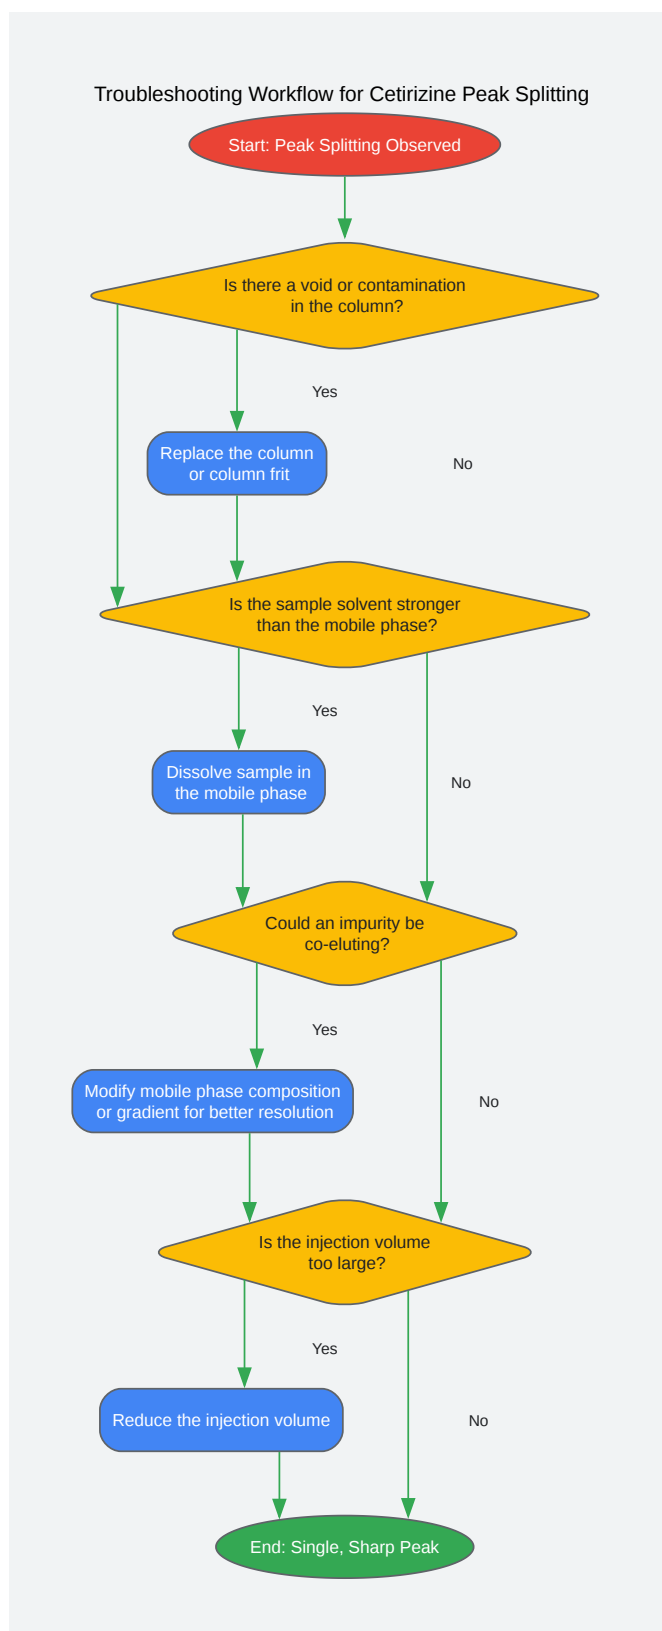 Troubleshooting Workflow for Cetirizine Peak Splitting
Start: Peak Splitting Observed
Is there a void or contamination
in the column?
Yes
Replace the column
or column frit
No
Is the sample solvent stronger
than the mobile phase?
Yes
Dissolve sample in
the mobile phase
No
Could an impurity be
co-eluting?
Yes
Modify mobile phase composition
or gradient for better resolution
No
Is the injection volume
too large?
Yes
Reduce the injection volume
No
End: Single, Sharp Peak